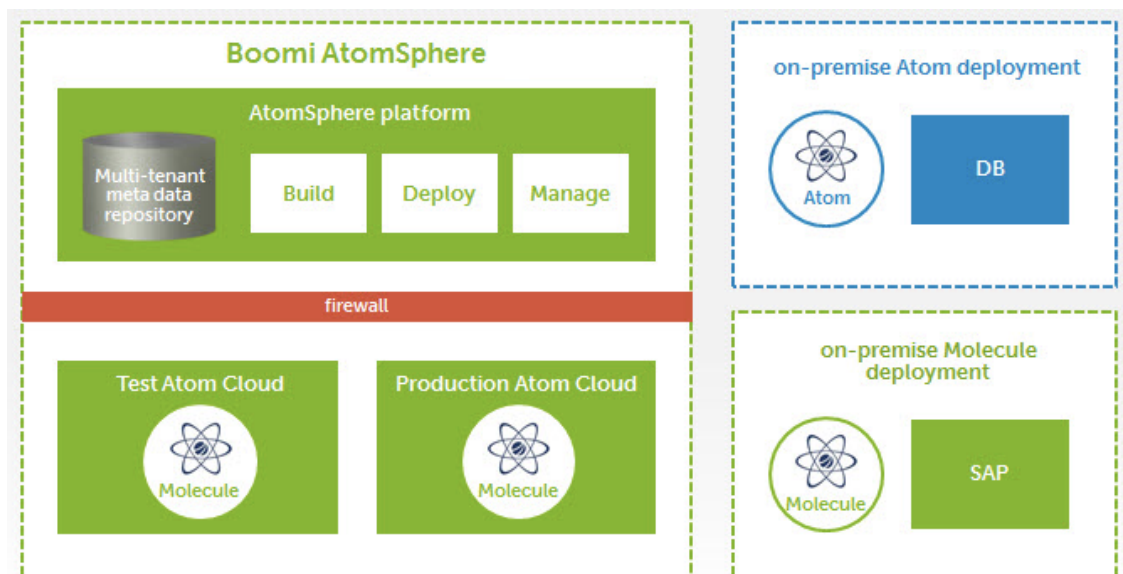 Boomi AtomSphere
AtomSphere platform
Multi-tenant
meta data
repository
Build
Deploy
Manage
firewall
Test Atom Cloud
Molecule
Production Atom Cloud
Molecule
on-premise Atom deployment
Atom
DB
on-premise Molecule
deployment
Molecule
SAP